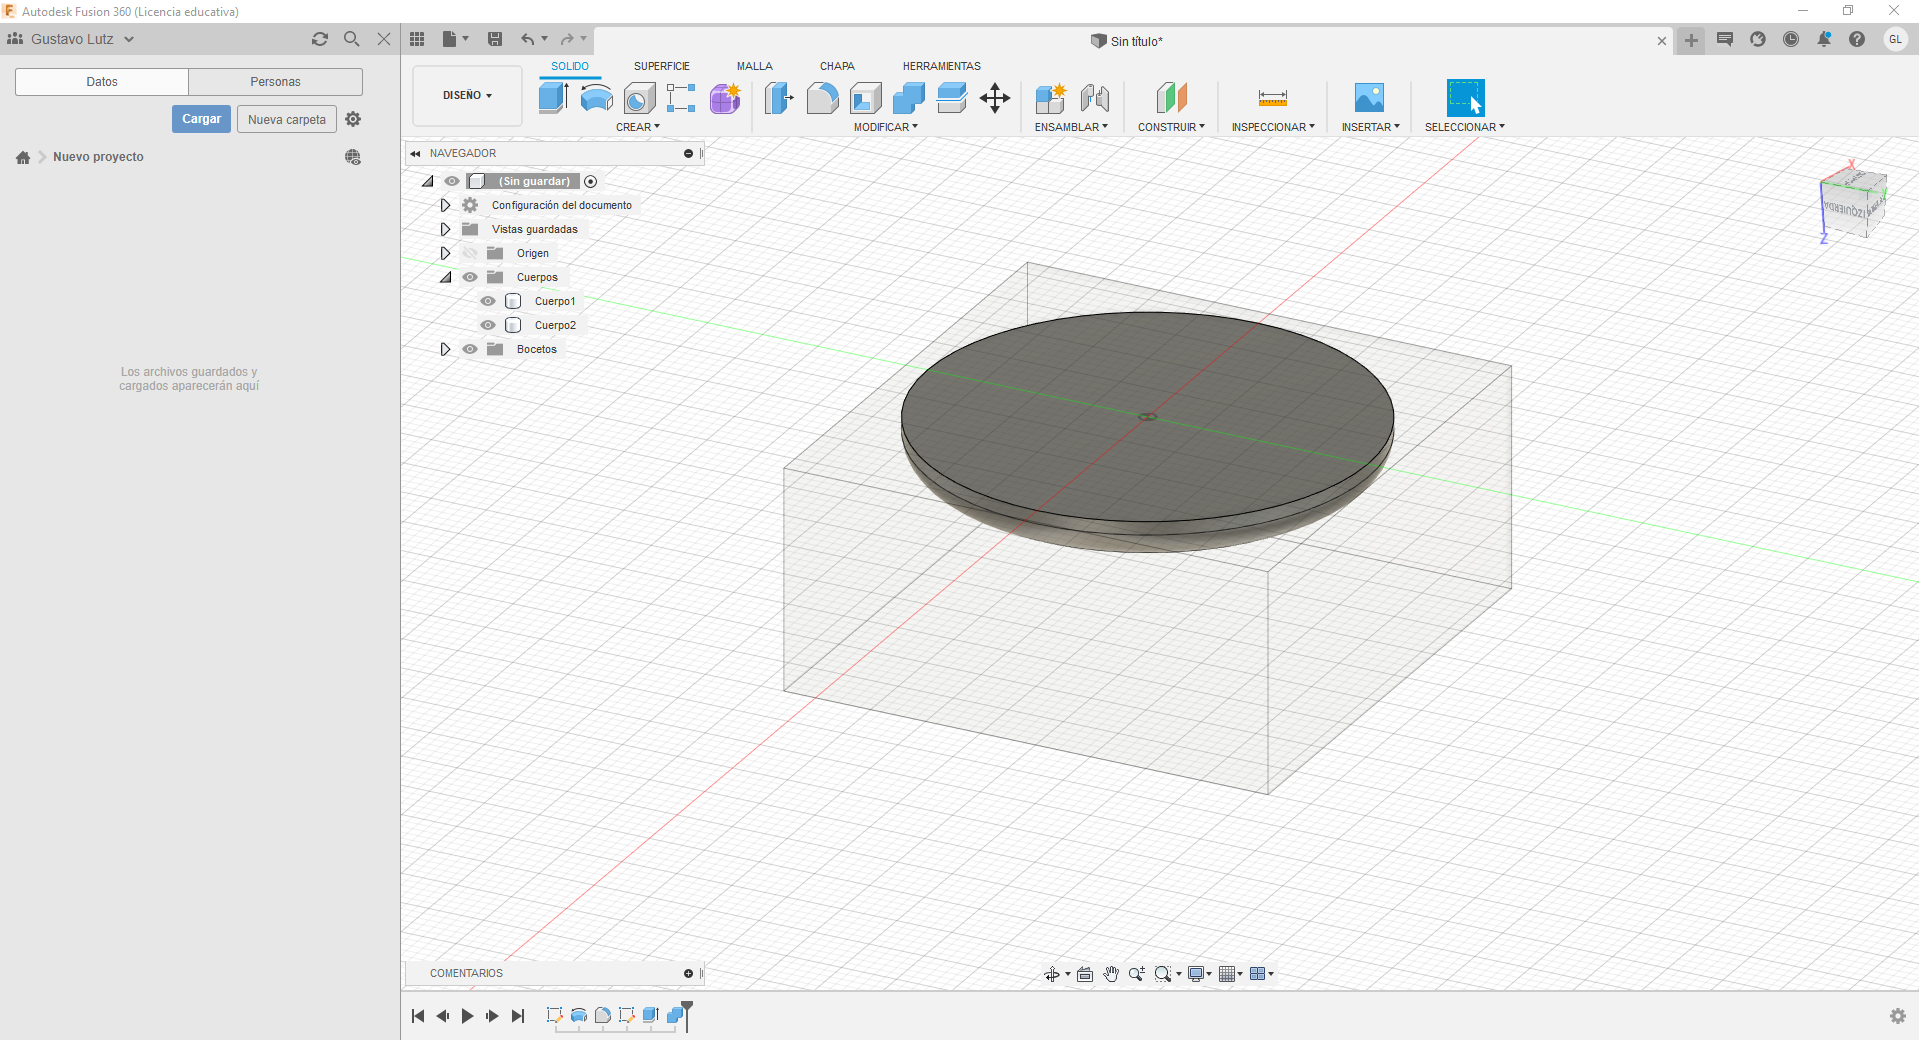 Autodesk Fusion 360 (Licencia educativa)
Gustavo Lutz
Sin título*
GL
Datos
Personas
Cargar
Nueva carpeta
Nuevo proyecto
Los archivos guardados y
cargados aparecerán aquí
DISEÑO
SOLIDO
SUPERFICIE
MALLA
CHAPA
HERRAMIENTAS
CREAR
MODIFICAR
ENSAMBLAR
CONSTRUIR
INSPECCIONAR
INSERTAR
SELECCIONAR
NAVEGADOR
(Sin guardar)
Configuración del documento
Vistas guardadas
Origen
Cuerpos
Cuerpo1
Cuerpo2
Bocetos
X
IZQUIERDA
Z
COMENTARIOS